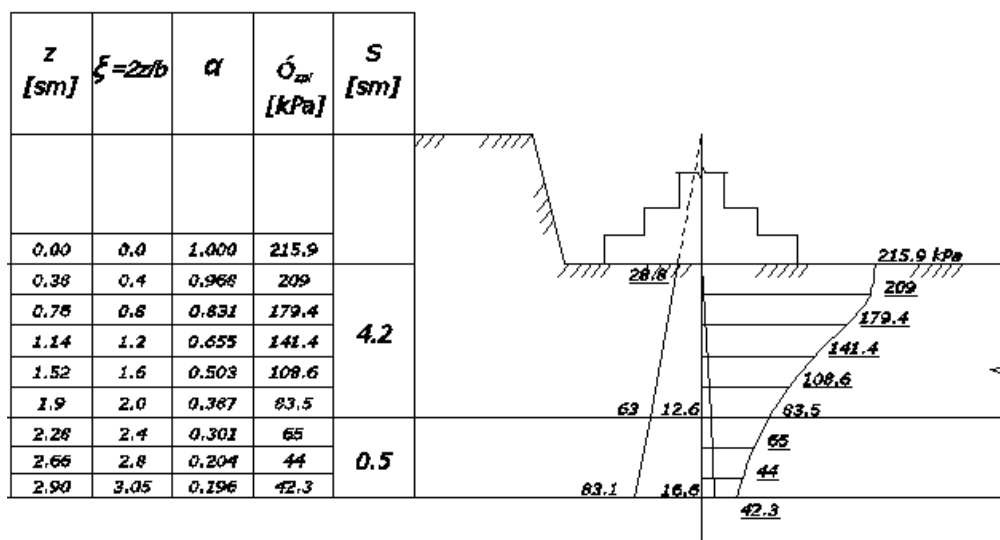 z [sm] ξ=2z/b α Ó_zpi [kPa] S [sm]
0.00 0.0 1.000 215.9
0.38 0.4 0.968 209
0.76 0.8 0.831 179.4
1.14 1.2 0.655 141.4
1.52 1.6 0.503 108.6
1.9 2.0 0.387 83.5
4.2
2.28 2.4 0.301 65
2.66 2.8 0.204 44
2.90 3.05 0.196 42.3
0.5
215.9 kPa
28.8
209
179.4
141.4
108.6
63 12.6 83.5
65
44
83.1 16.6
42.3